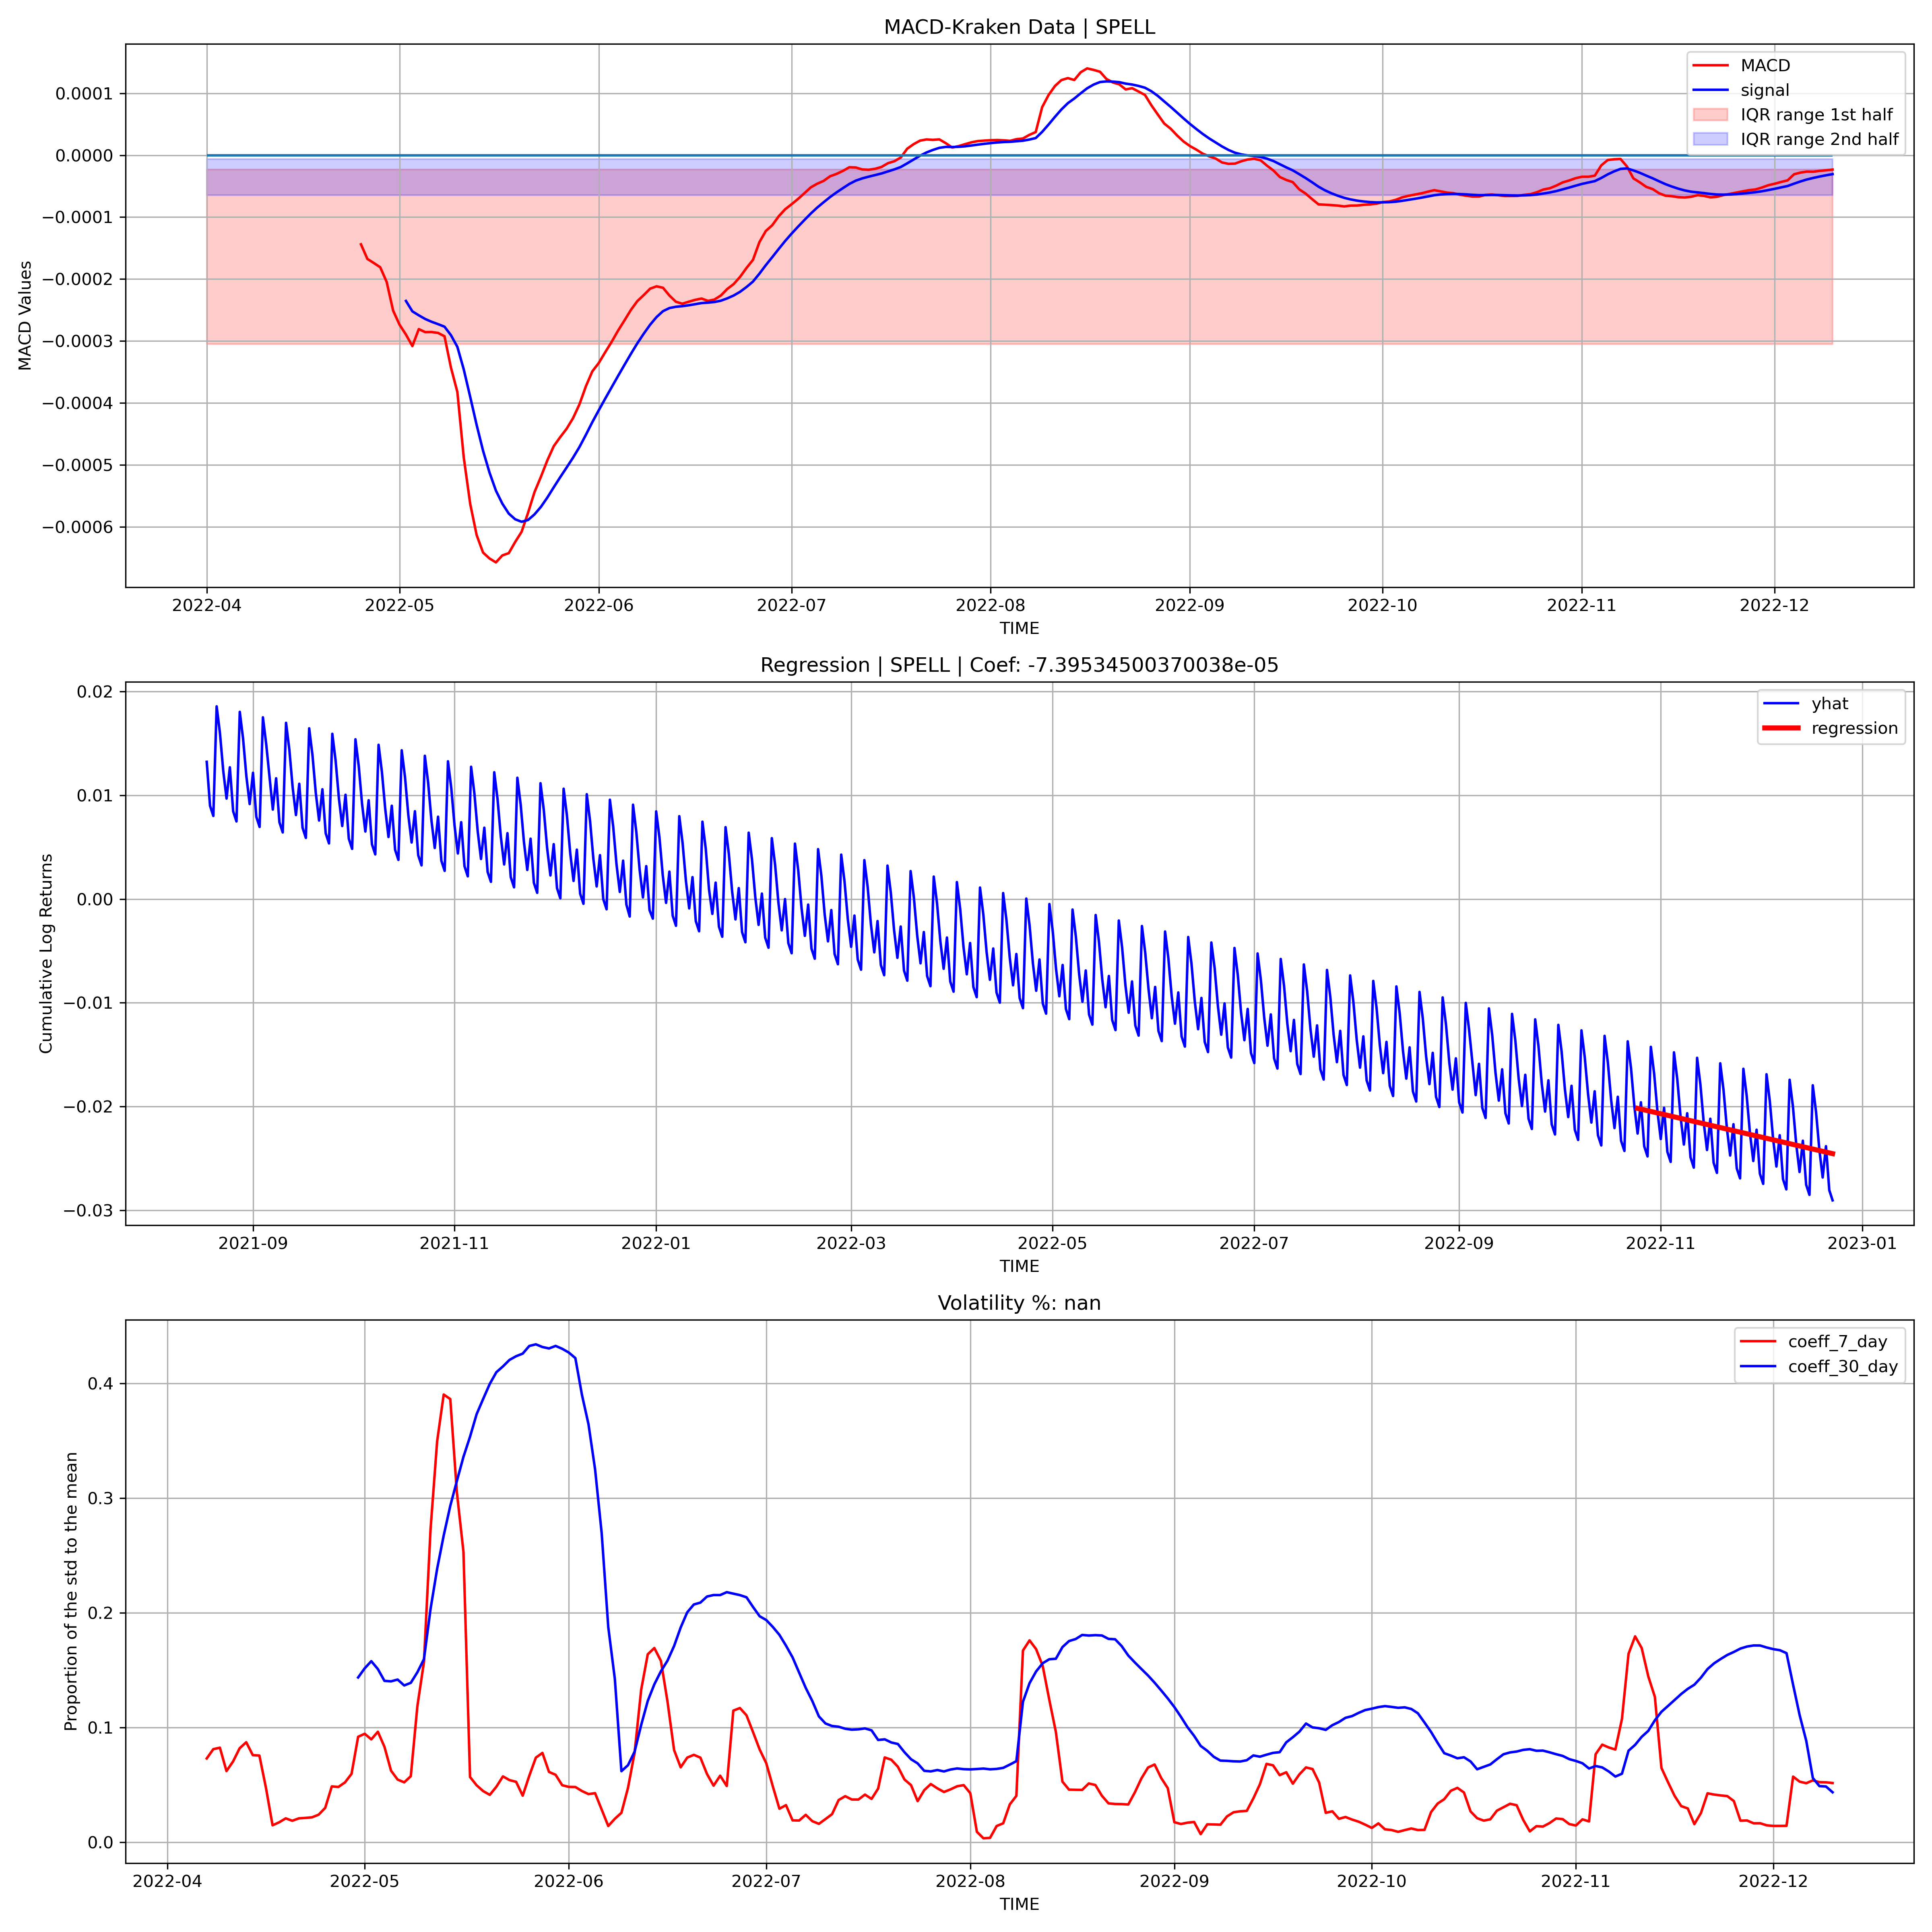 MACD-Kraken Data | SPELL
MACD Values
0.0001
0.0000
−0.0001
−0.0002
−0.0003
−0.0004
−0.0005
−0.0006
MACD
signal
IQR range 1st half
IQR range 2nd half
2022-04 2022-05 2022-06 2022-07 2022-08 2022-09 2022-10 2022-11 2022-12
TIME
Regression | SPELL | Coef: -7.39534500370038e-05
Cumulative Log Returns
0.02
0.01
0.00
−0.01
−0.02
−0.03
yhat
regression
2021-09 2021-11 2022-01 2022-03 2022-05 2022-07 2022-09 2022-11 2023-01
TIME
Volatility %: nan
Proportion of the std to the mean
0.4
0.3
0.2
0.1
0.0
coeff_7_day
coeff_30_day
2022-04 2022-05 2022-06 2022-07 2022-08 2022-09 2022-10 2022-11 2022-12
TIME